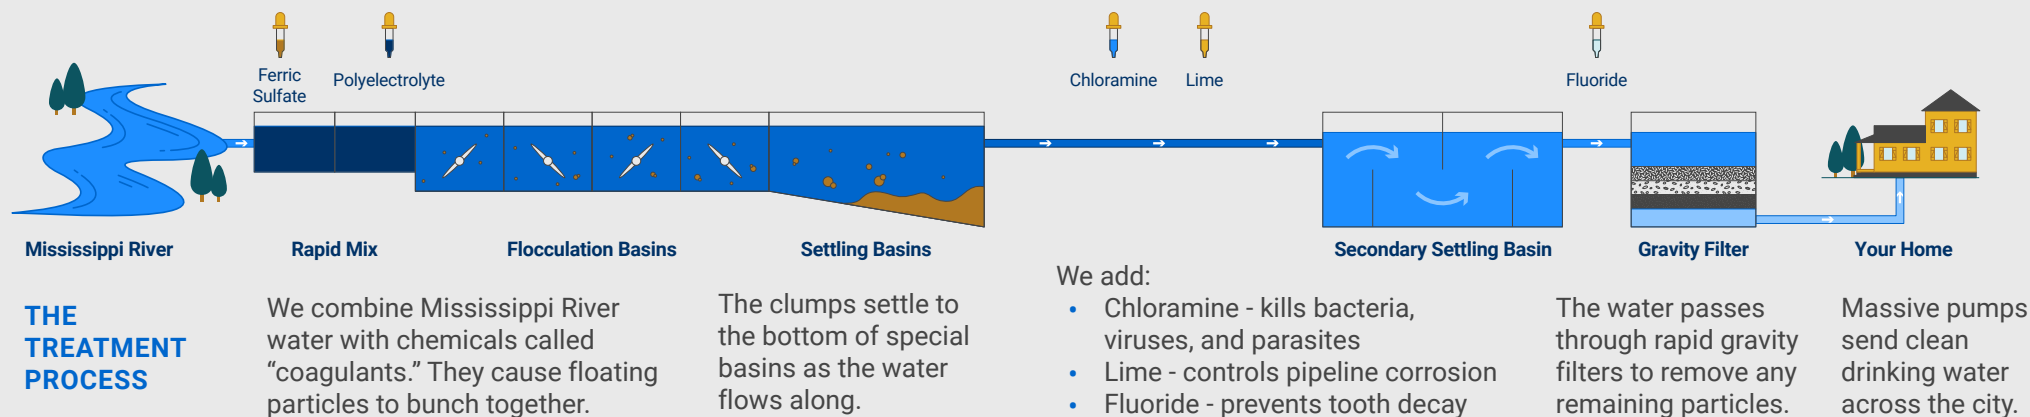 Ferric
Sulfate
Polyelectrolyte
Chloramine
Lime
Fluoride
Mississippi River
Rapid Mix
Flocculation Basins
Settling Basins
Secondary Settling Basin
Gravity Filter
Your Home
THE
TREATMENT
PROCESS
We combine Mississippi River
water with chemicals called
“coagulants.” They cause floating
particles to bunch together.
The clumps settle to
the bottom of special
basins as the water
flows along.
We add:
• Chloramine - kills bacteria,
viruses, and parasites
• Lime - controls pipeline corrosion
• Fluoride - prevents tooth decay
The water passes
through rapid gravity
filters to remove any
remaining particles.
Massive pumps
send clean
drinking water
across the city.